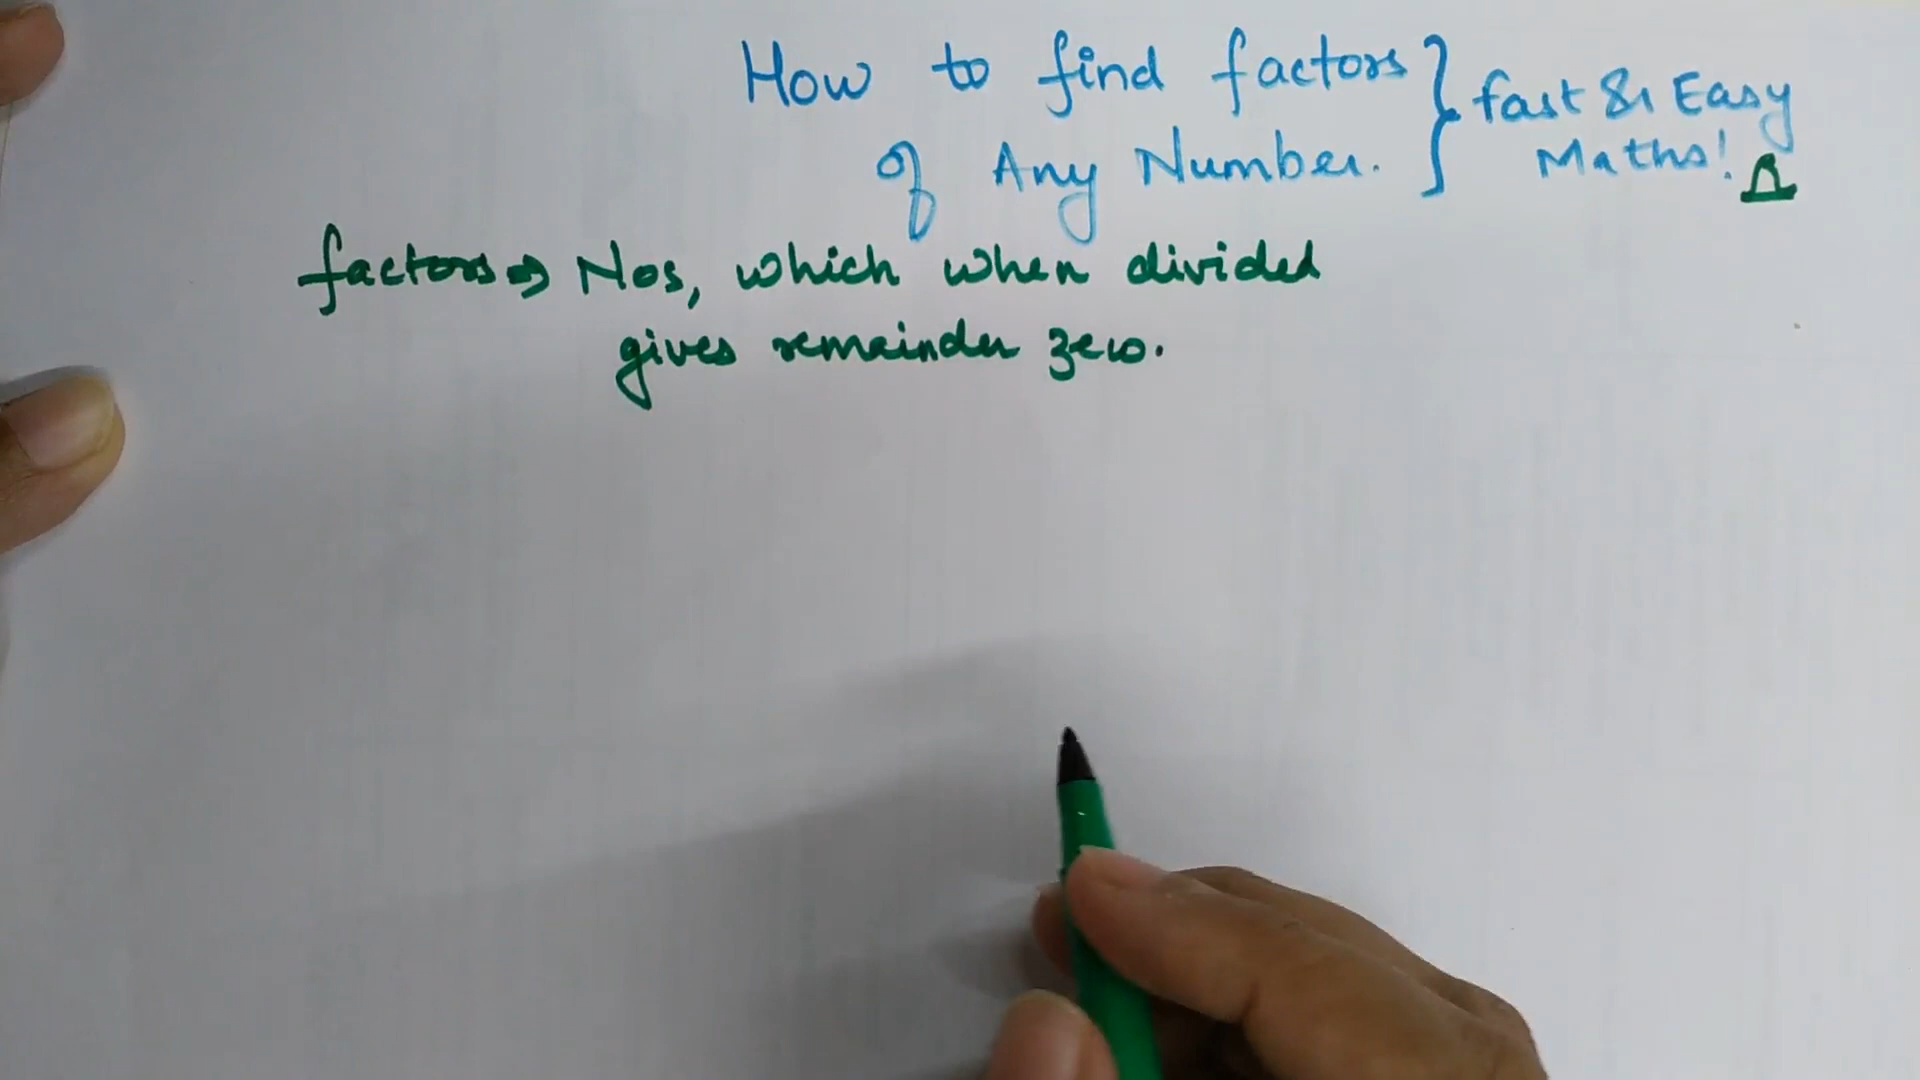 How to find factors } fast & Easy
of Any Number. Maths!
factors → Nos, which when divided
gives remainder zero.